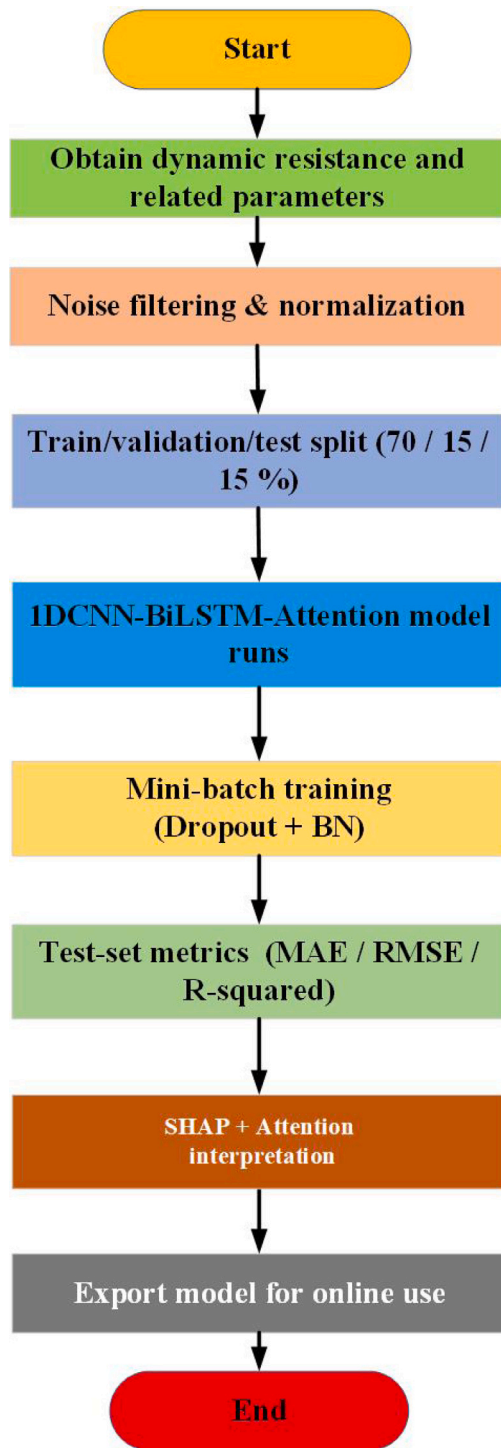 Start
Obtain dynamic resistance and
related parameters
Noise filtering & normalization
Train/validation/test split (70 / 15 /
15 %)
1DCNN-BiLSTM-Attention model
runs
Mini-batch training
(Dropout + BN)
Test-set metrics (MAE / RMSE /
R-squared)
SHAP + Attention
interpretation
Export model for online use
End